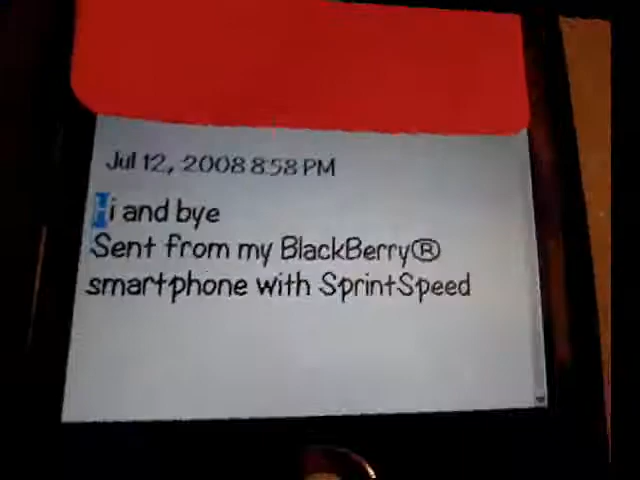 Jul 12, 2008 8:58 PM
Hi and bye
Sent from my BlackBerry®
smartphone with SprintSpeed